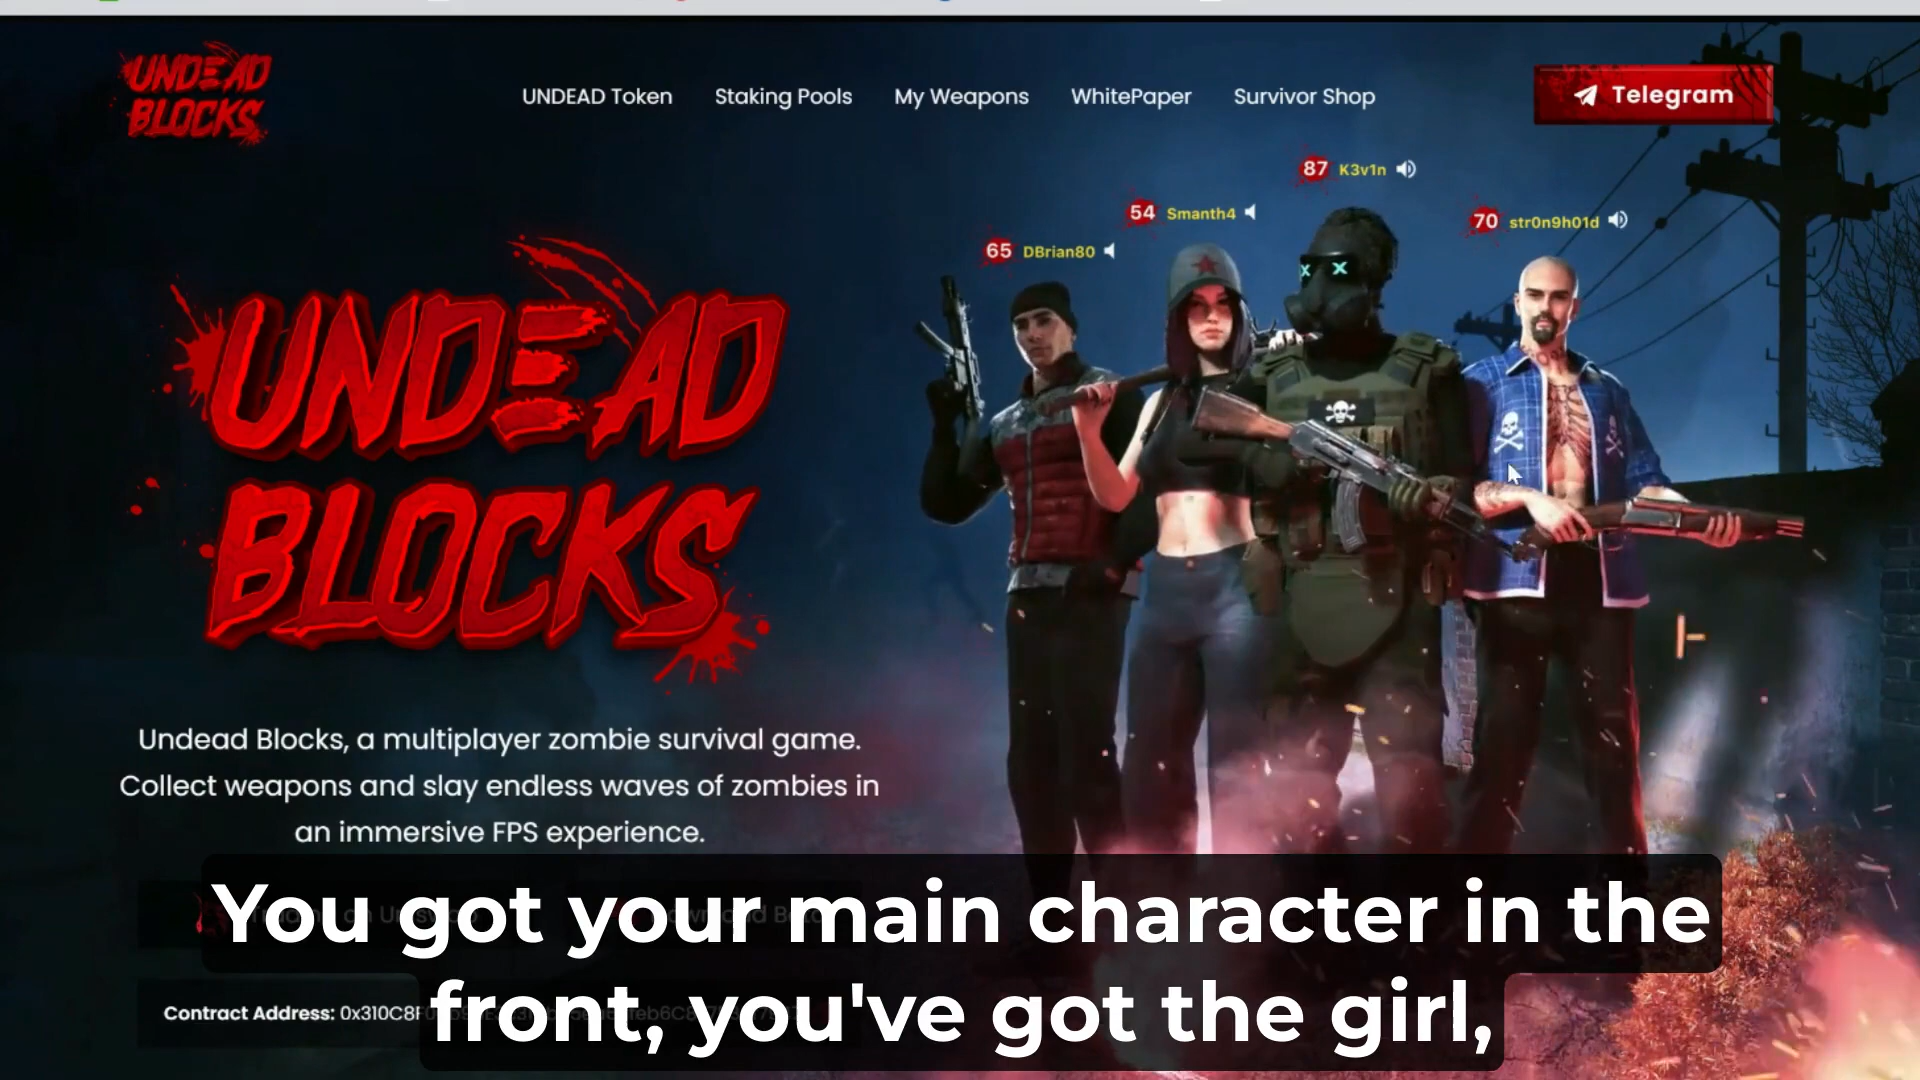 UNDEAD
BLOCKS
UNDEAD Token Staking Pools My Weapons WhitePaper Survivor Shop
Telegram
87 K3v1n
54 Smanth4
70 str0n9h01d
65 DBrian80
UNDEAD
BLOCKS
Undead Blocks, a multiplayer zombie survival game.
Collect weapons and slay endless waves of zombies in
an immersive FPS experience.
You got your main character in the
front, you've got the girl,
Contract Address: 0x310C8F